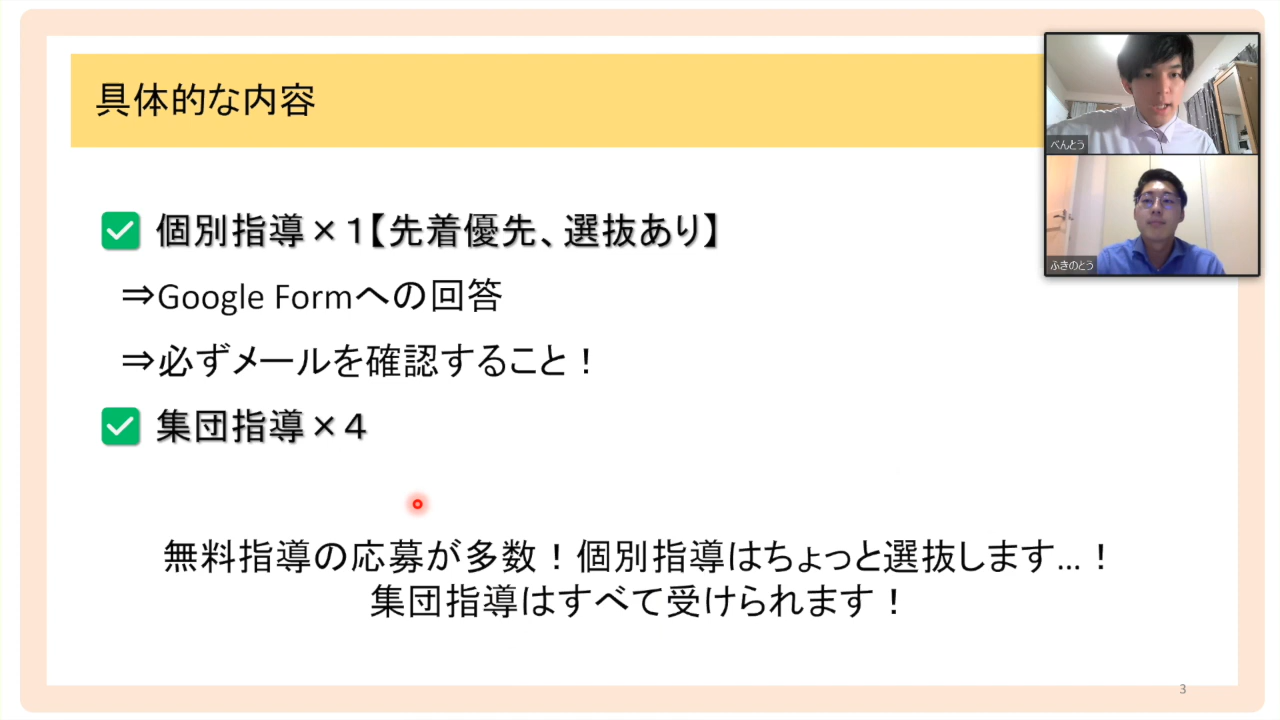 具体的な内容
べんとう
ふきのとう
個別指導×1【先着優先、選抜あり】
⇒Google Formへの回答
⇒必ずメールを確認すること！
集団指導×4
無料指導の応募が多数！個別指導はちょっと選抜します…！
集団指導はすべて受けられます！
3